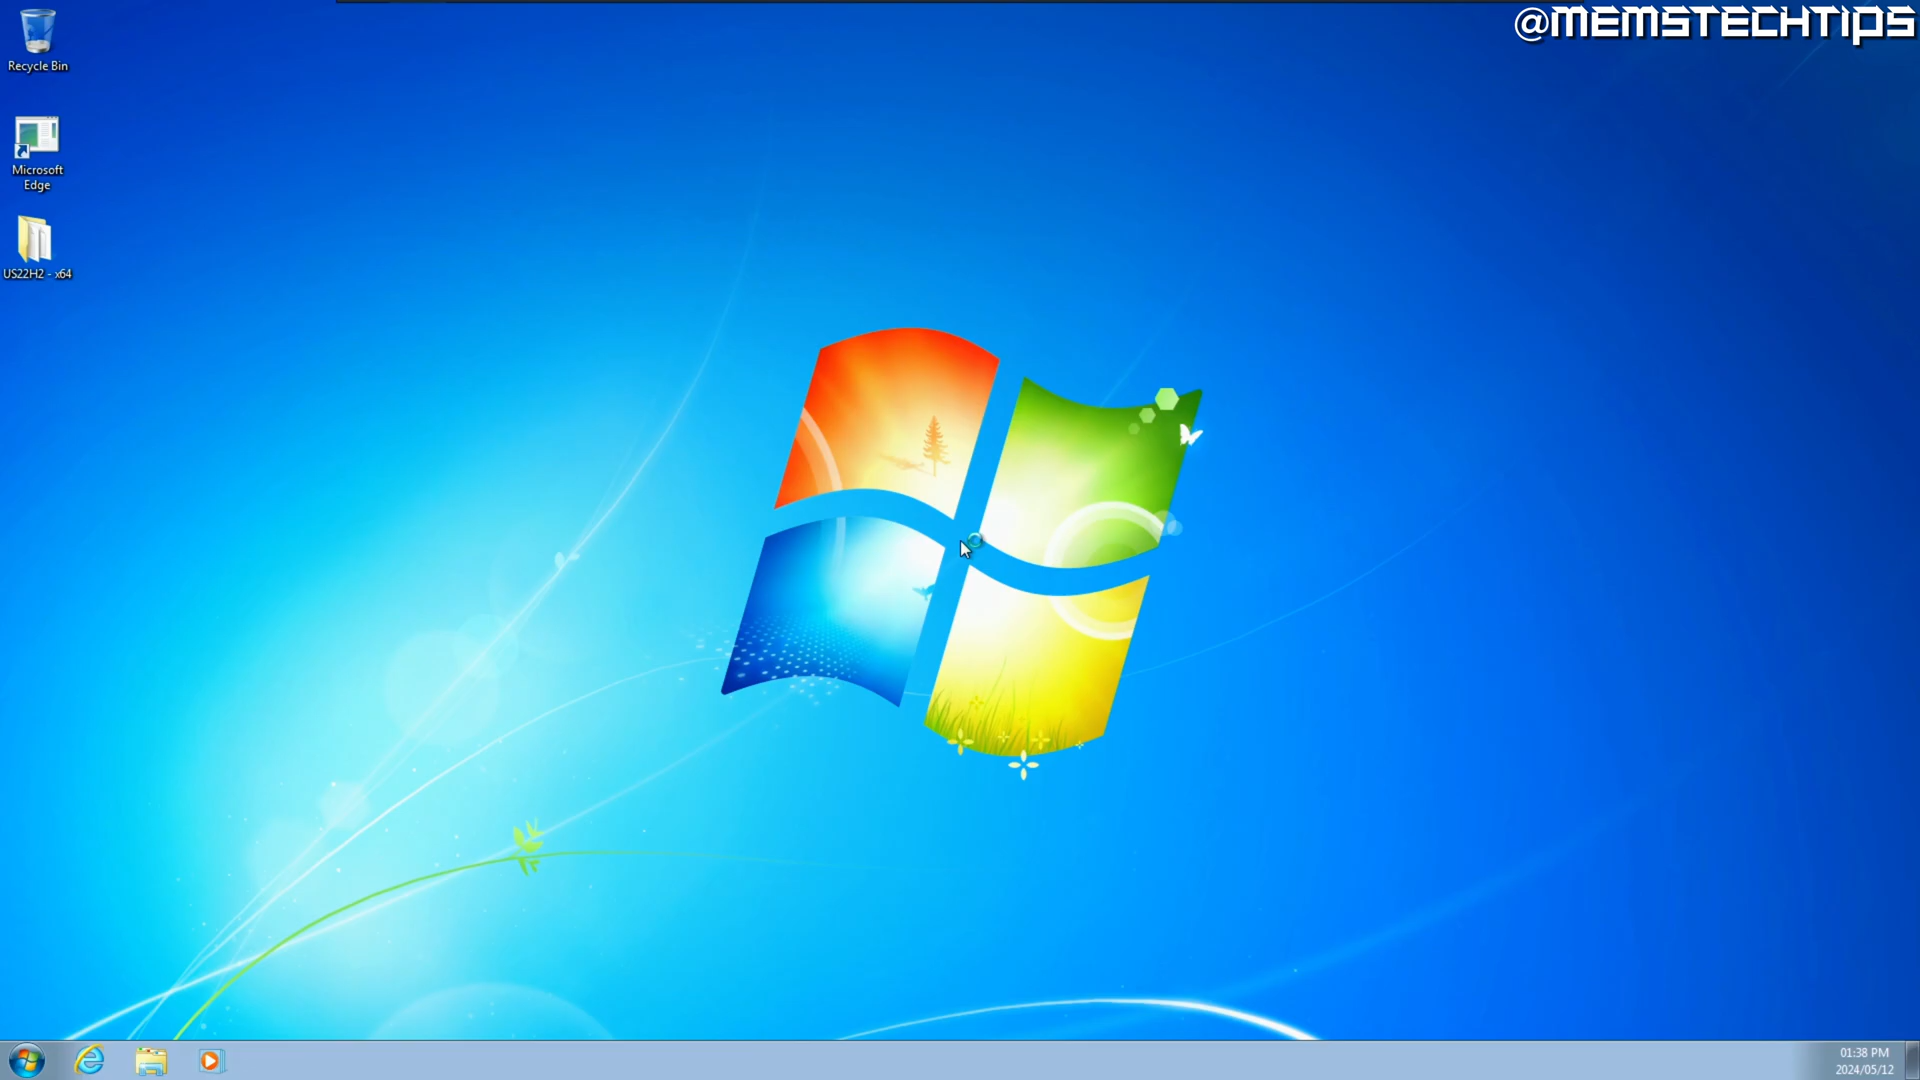 @MEMSTECHTIPS
Recycle Bin
Microsoft
Edge
US22H2 - x64
01:38 PM
2024/05/12